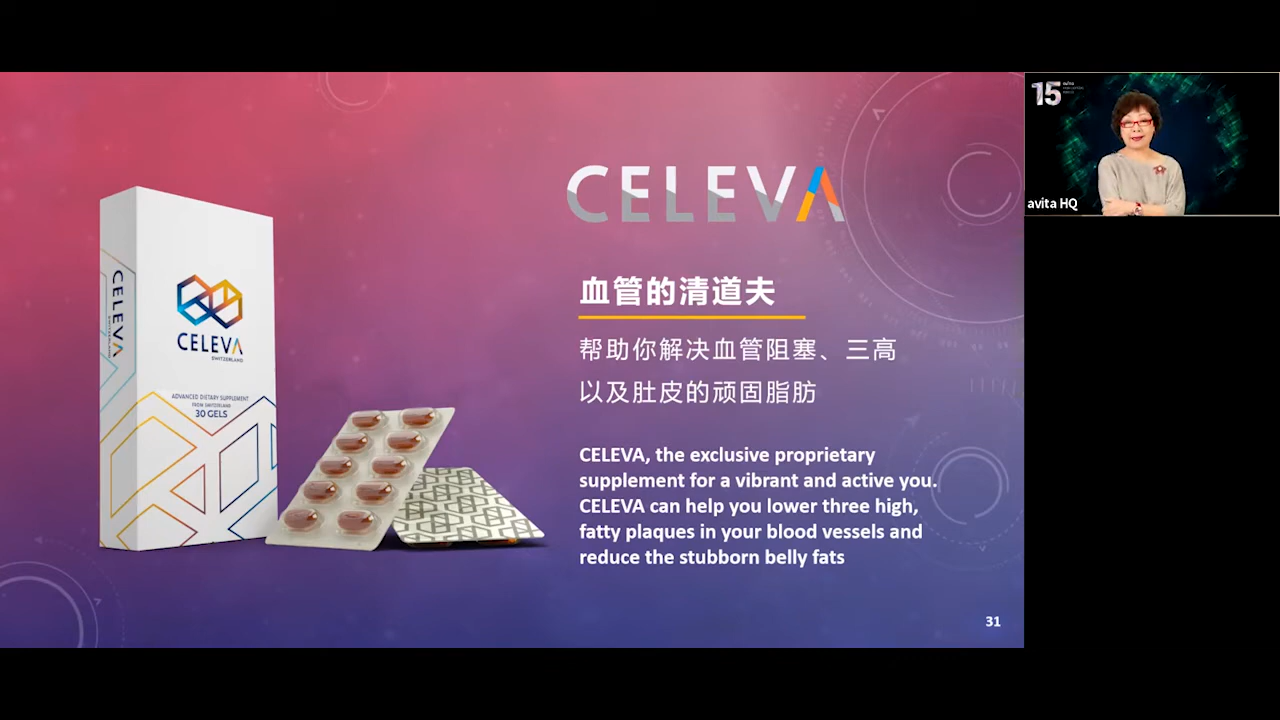 CELEVA
血管的清道夫
帮助你解决血管阻塞、三高
以及肚皮的顽固脂肪
CELEVA, the exclusive proprietary
supplement for a vibrant and active you.
CELEVA can help you lower three high,
fatty plaques in your blood vessels and
reduce the stubborn belly fats
31
CELEVA
SWITZERLAND
ADVANCED DIETARY SUPPLEMENT
FROM SWITZERLAND
30 GELS
CELEVA
15
avita HQ